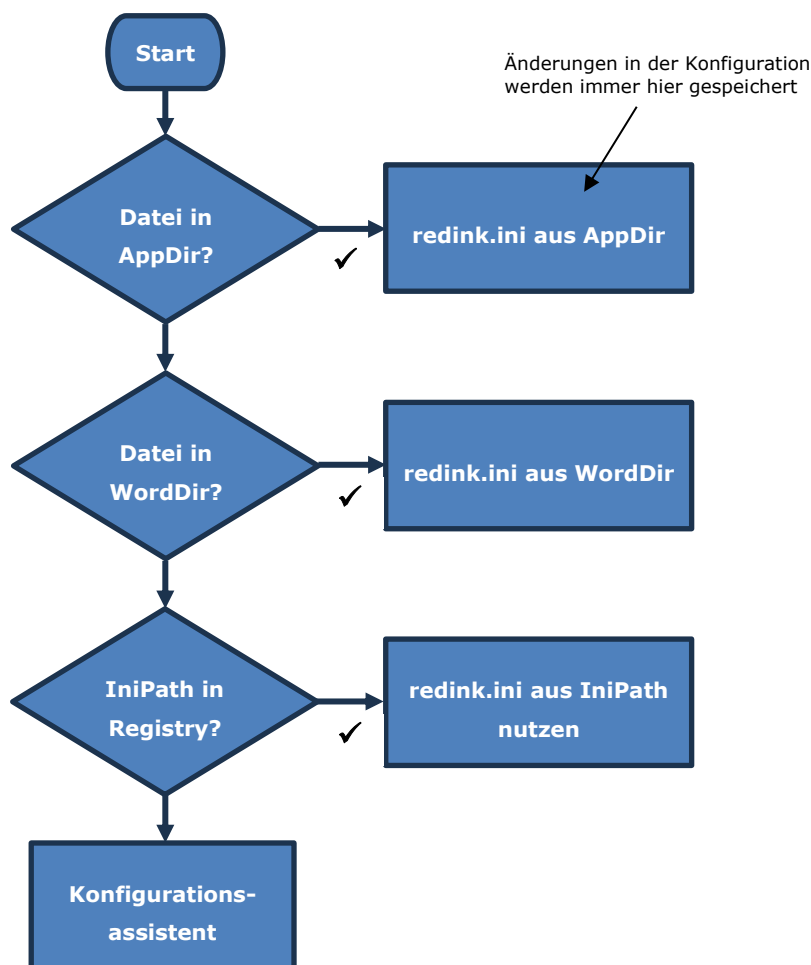 Start
Änderungen in der Konfiguration
werden immer hier gespeichert
Datei in
AppDir?
redink.ini aus AppDir
Datei in
WordDir?
redink.ini aus WordDir
IniPath in
Registry?
redink.ini aus IniPath
nutzen
Konfigurations-
assistent